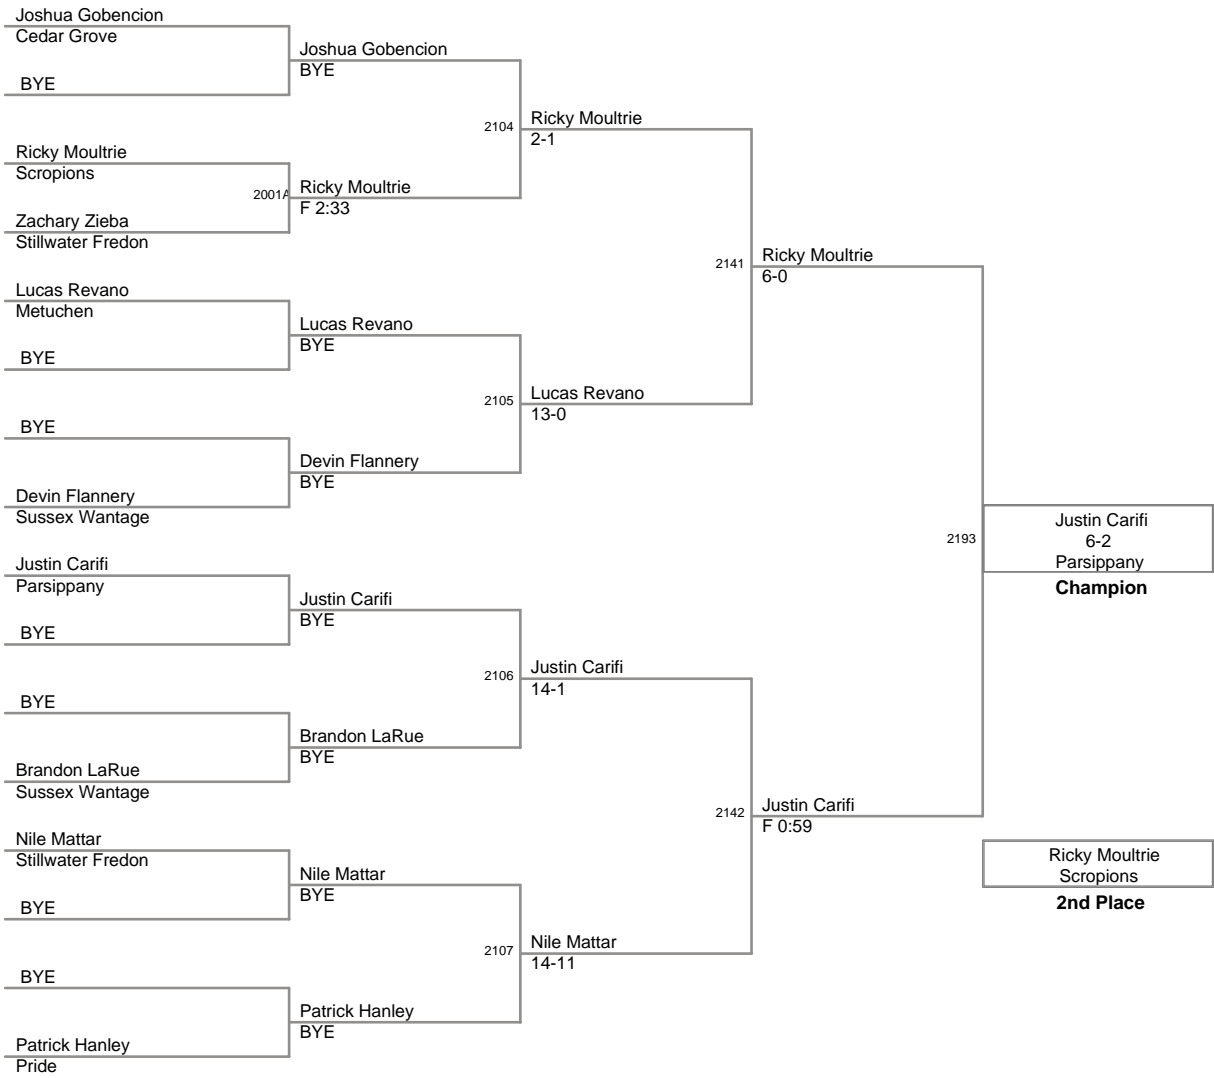 Joshua Gobencion
Cedar Grove
Joshua Gobencion
BYE
BYE
2104
Ricky Moultrie
2-1
Ricky Moultrie
Scropions
2001A
Ricky Moultrie
F 2:33
Zachary Zieba
Stillwater Fredon
2141
Ricky Moultrie
6-0
Lucas Revano
Metuchen
Lucas Revano
BYE
BYE
2105
Lucas Revano
13-0
BYE
Devin Flannery
BYE
Devin Flannery
Sussex Wantage
2193
Justin Carifi
6-2
Parsippany
Champion
Justin Carifi
Parsippany
Justin Carifi
BYE
BYE
2106
Justin Carifi
14-1
BYE
Brandon LaRue
BYE
Brandon LaRue
Sussex Wantage
2142
Justin Carifi
F 0:59
Nile Mattar
Stillwater Fredon
Nile Mattar
BYE
BYE
Ricky Moultrie
Scropions
2nd Place
2107
Nile Mattar
14-11
BYE
Patrick Hanley
BYE
Patrick Hanley
Pride